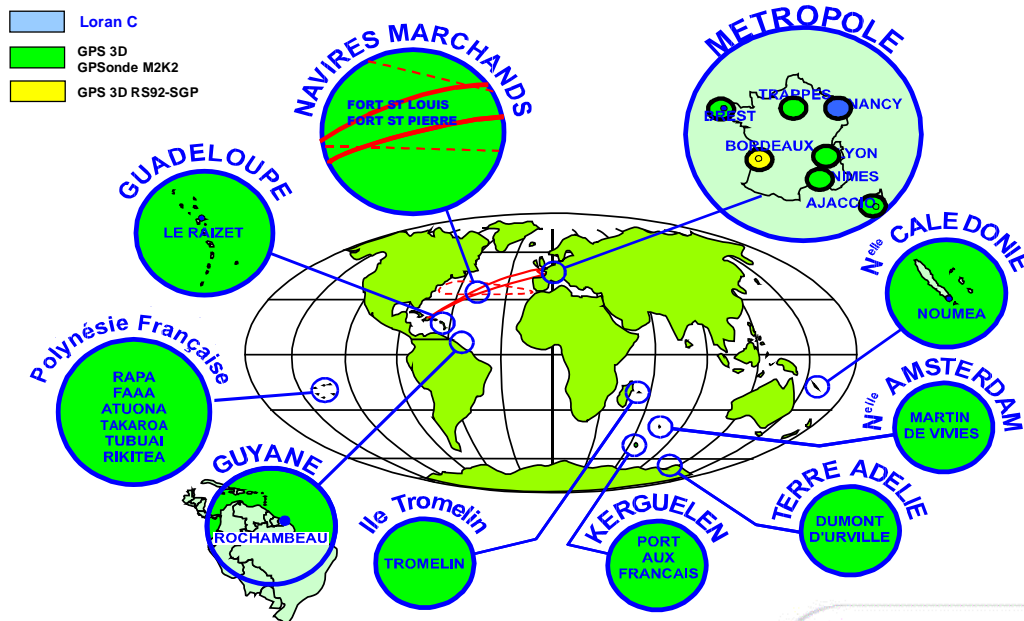 Loran C
GPS 3D
GPSonde M2K2
GPS 3D RS92-SGP
NAVIRES MARCHANDS
FORT ST LOUIS
FORT ST PIERRE
METROPOLE
TRAPPES
BREST
NANCY
BORDEAUX
YON
NIMES
AJACCIO
GUADELOUPE
LE RAIZET
Nelle CALEDONIE
NOUMEA
Polynésie Française
RAPA
FAAA
ATUONA
TAKAROA
TUBUAI
RIKITEA
Nelle AMSTERDAM
MARTIN
DE VIVIES
GUYANE
ROCHAMBEAU
Ile Tromelin
TROMELIN
KERGUELEN
PORT
AUX
FRANCAIS
TERRE ADELIE
DUMONT
D'URVILLE